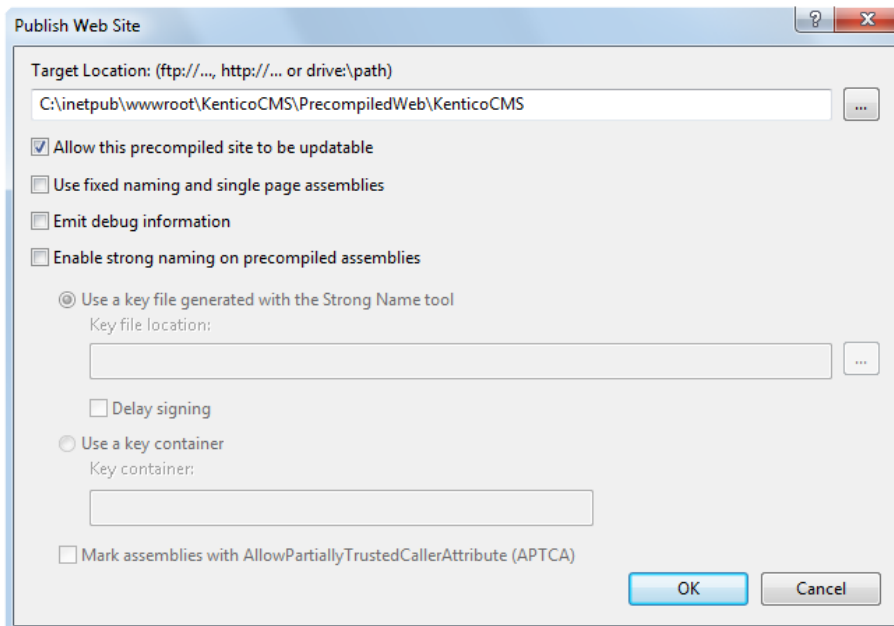 Publish Web Site
Target Location: (ftp://..., http://... or drive:\path)
C:\inetpub\wwwroot\KenticoCMS\PrecompiledWeb\KenticoCMS
...
Allow this precompiled site to be updatable
Use fixed naming and single page assemblies
Emit debug information
Enable strong naming on precompiled assemblies
Use a key file generated with the Strong Name tool
Key file location:
...
Delay signing
Use a key container
Key container:
Mark assemblies with AllowPartiallyTrustedCallerAttribute (APTCA)
OK Cancel